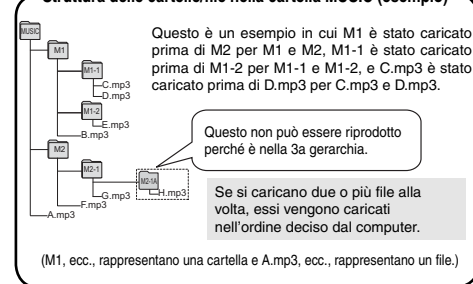 Struttura delle cartelle/file nella cartella MUSIC (esempio)
MUSIC
M1
M1-1
C.mp3
D.mp3
M1-2
E.mp3
B.mp3
M2
M2-1
M2-1A
H.mp3
G.mp3
F.mp3
A.mp3
Questo è un esempio in cui M1 è stato caricato
prima di M2 per M1 e M2, M1-1 è stato caricato
prima di M1-2 per M1-1 e M1-2, e C.mp3 è stato
caricato prima di D.mp3 per C.mp3 e D.mp3.
Questo non può essere riprodotto
perché è nella 3a gerarchia.
Se si caricano due o più file alla
volta, essi vengono caricati
nell'ordine deciso dal computer.
(M1, ecc., rappresentano una cartella e A.mp3, ecc., rappresentano un file.)